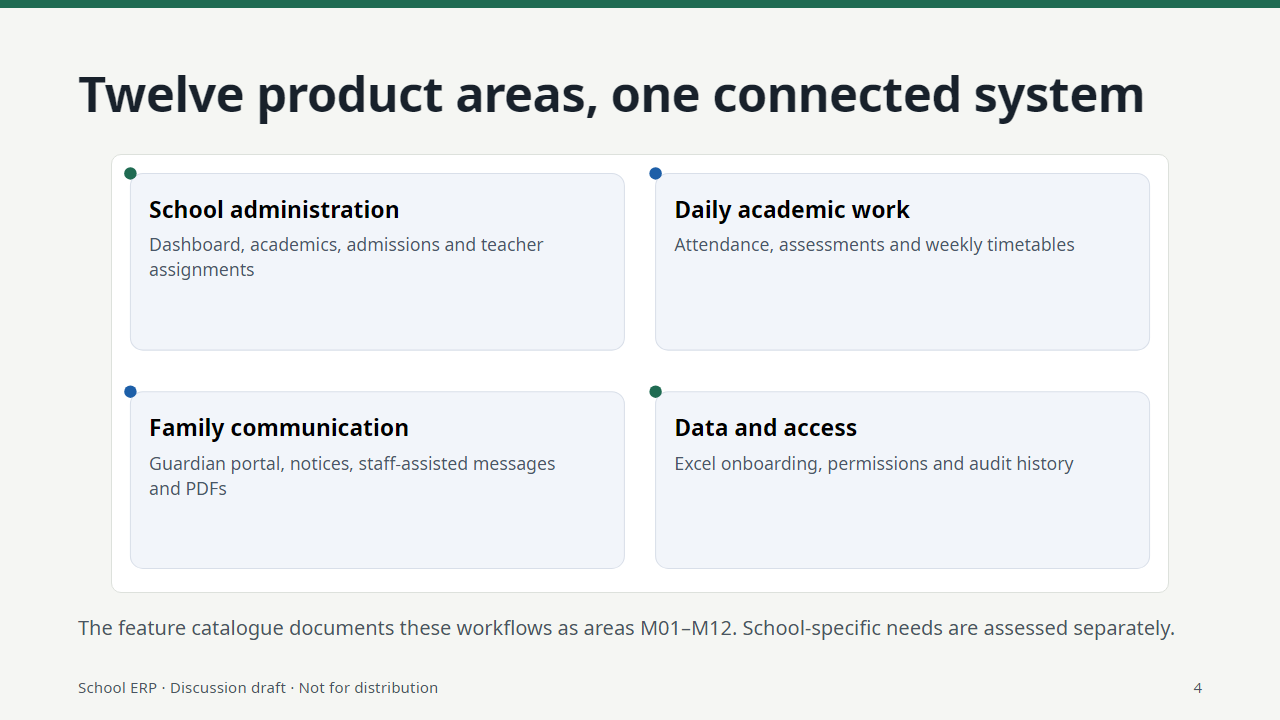 Twelve product areas, one connected system
School administration
Dashboard, academics, admissions and teacher
assignments
Daily academic work
Attendance, assessments and weekly timetables
Family communication
Guardian portal, notices, staff-assisted messages
and PDFs
Data and access
Excel onboarding, permissions and audit history
The feature catalogue documents these workflows as areas M01–M12. School-specific needs are assessed separately.
School ERP · Discussion draft · Not for distribution
4